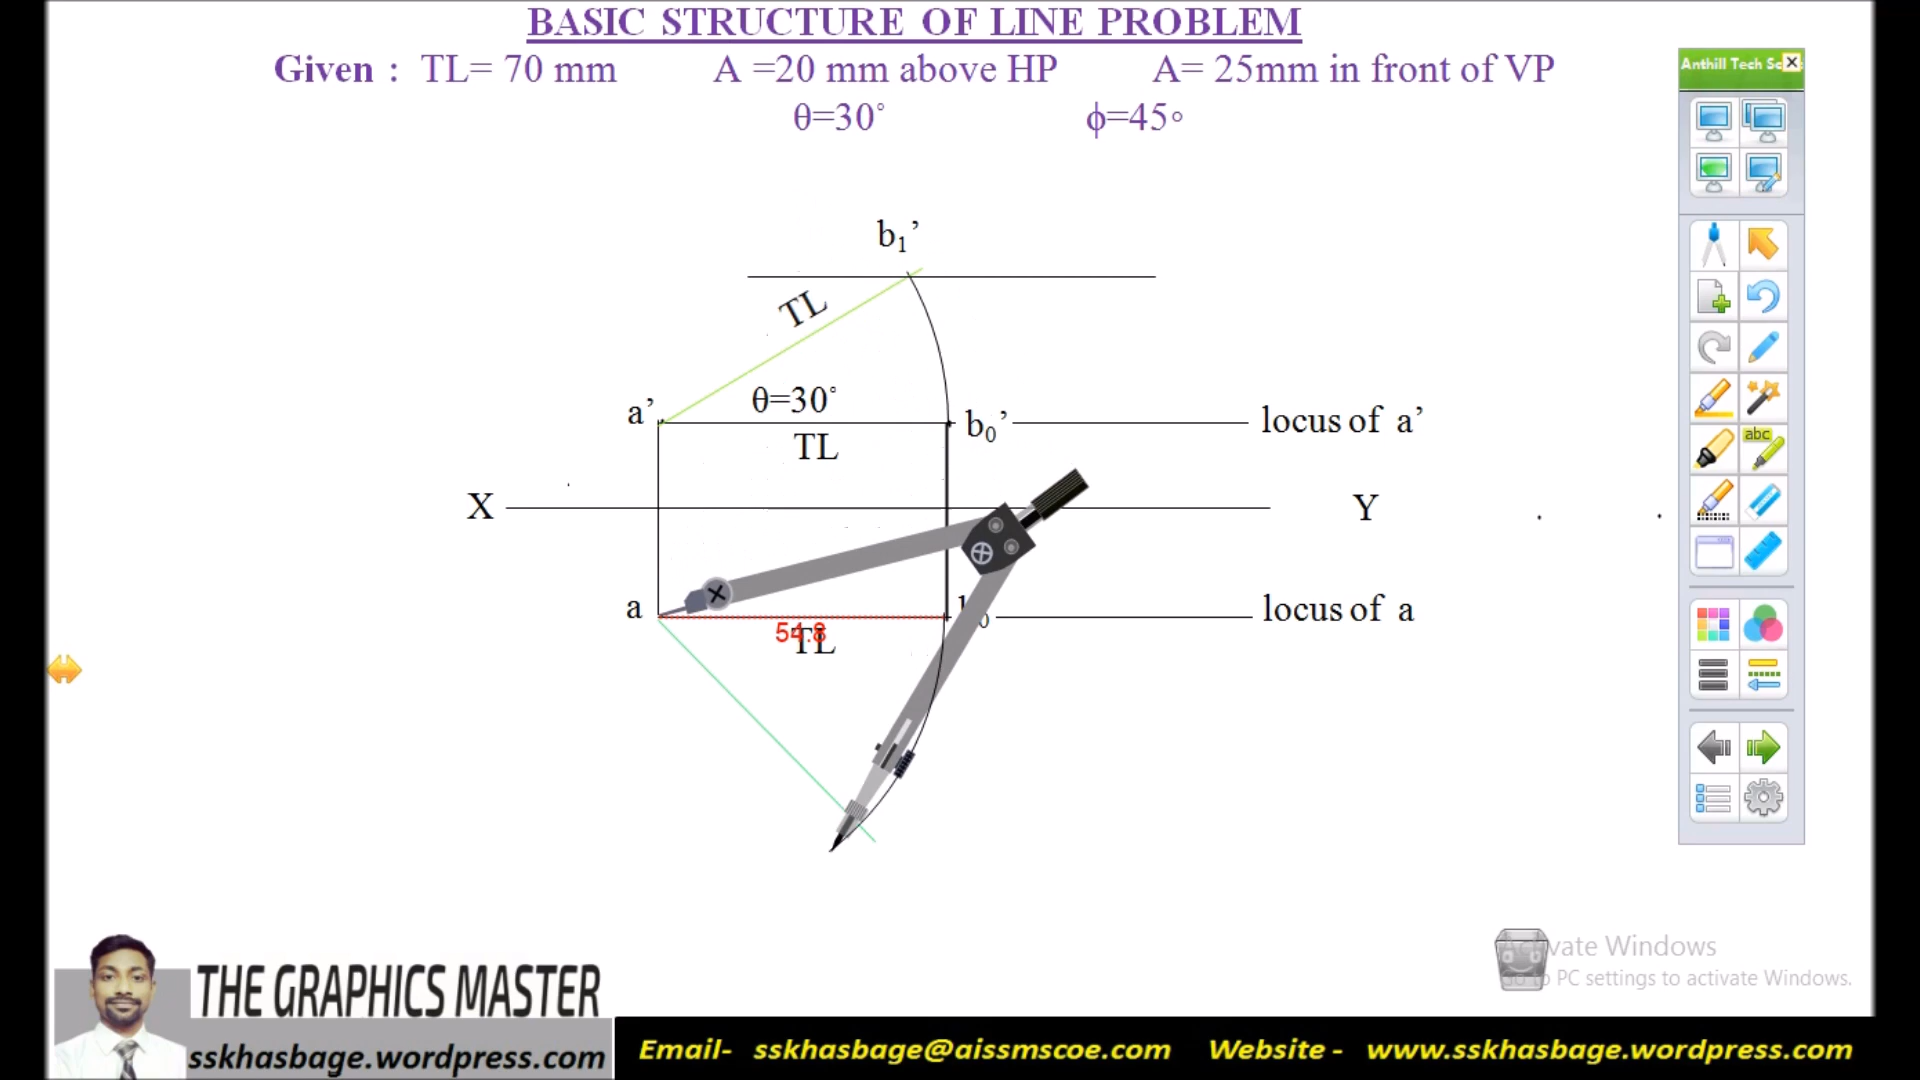 BASIC STRUCTURE OF LINE PROBLEM
Given : TL= 70 mm A =20 mm above HP A= 25mm in front of VP
θ=30° ϕ=45°
Anthill Tech Sc
abc
b₁’
TL
θ=30°
a’ b₀’ locus of a’
TL
X Y
a locus of a
54.8
TL
Activate Windows
Go to PC settings to activate Windows.
THE GRAPHICS MASTER
sskhasbage.wordpress.com
Email- sskhasbage@aissmscoe.com Website - www.sskhasbage.wordpress.com